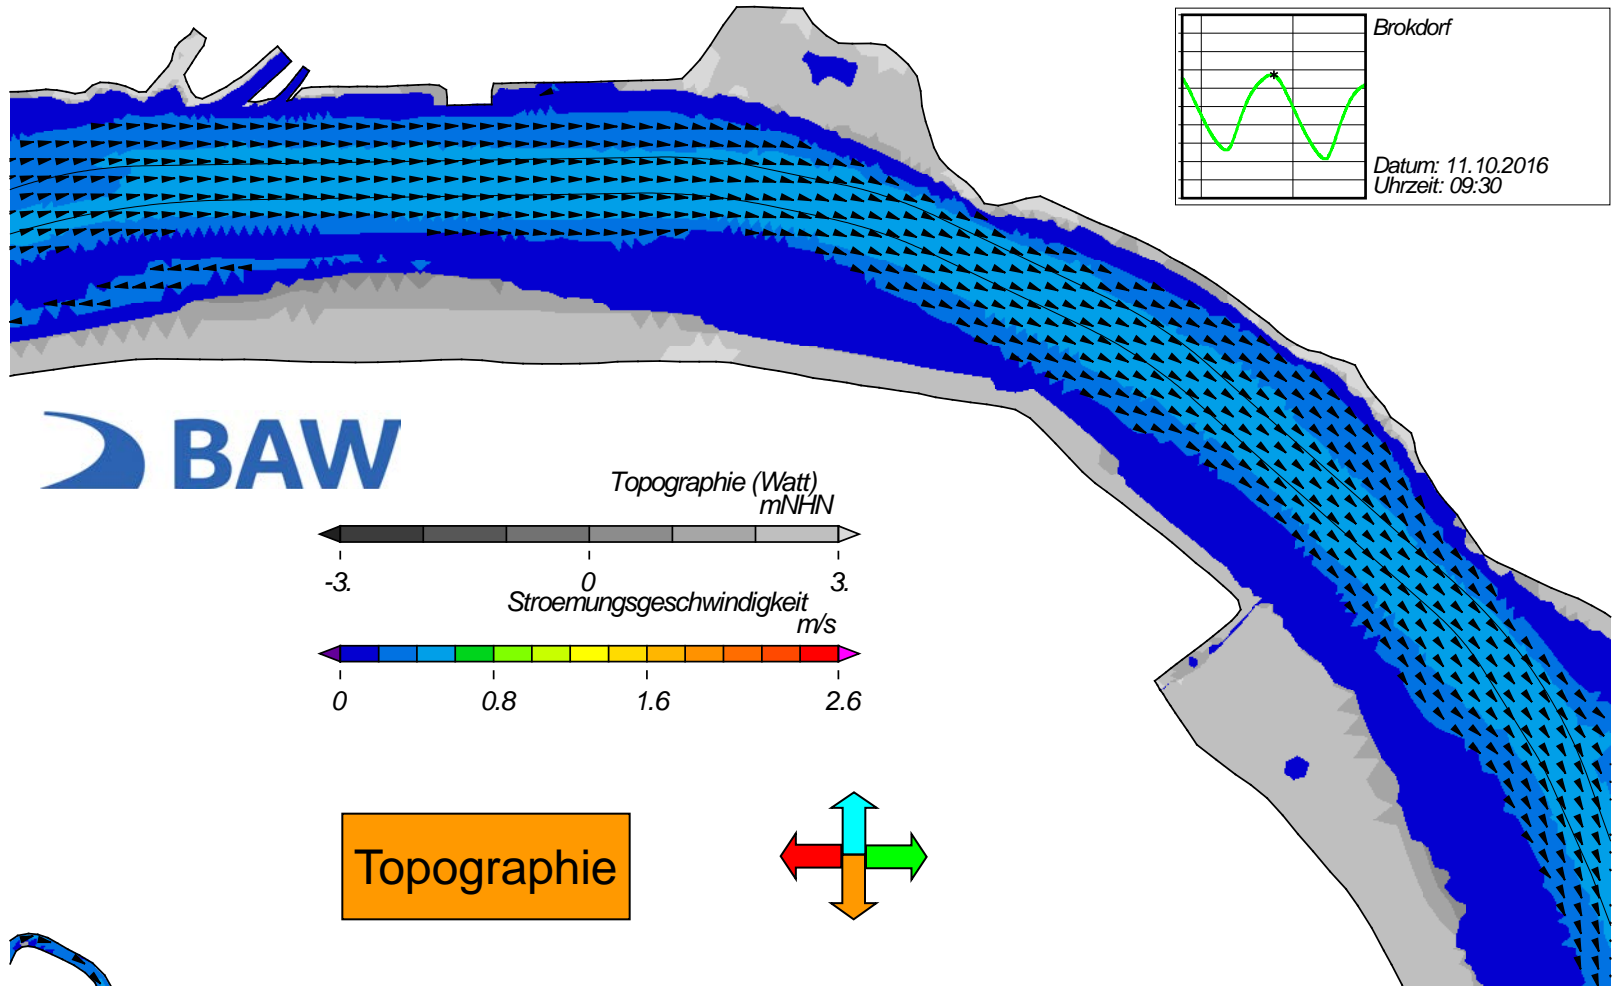 Brokdorf
Datum: 11.10.2016
Uhrzeit: 09:30
BAW
Topographie (Watt)
mNHN
-3. 0 3.
Stroemungsgeschwindigkeit
m/s
0 0.8 1.6 2.6
Topographie